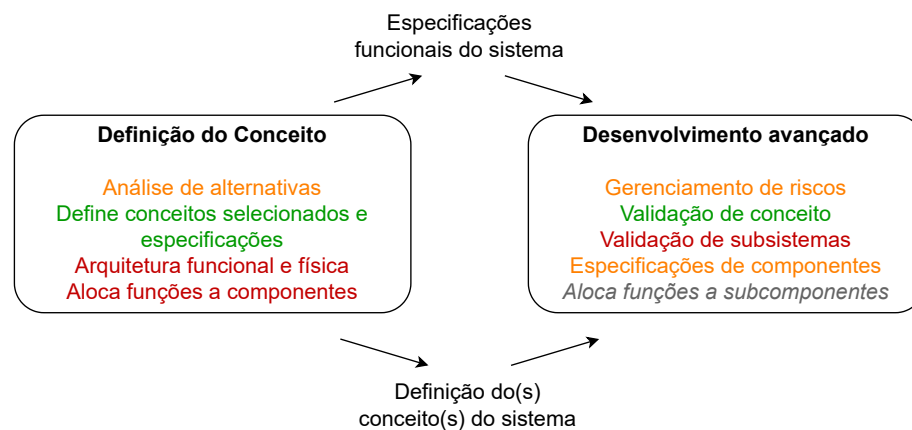 Especificações
funcionais do sistema
Definição do Conceito
Análise de alternativas
Define conceitos selecionados e
especificações
Arquitetura funcional e física
Aloca funções a componentes
Desenvolvimento avançado
Gerenciamento de riscos
Validação de conceito
Validação de subsistemas
Especificações de componentes
Aloca funções a subcomponentes
Definição do(s)
conceito(s) do sistema